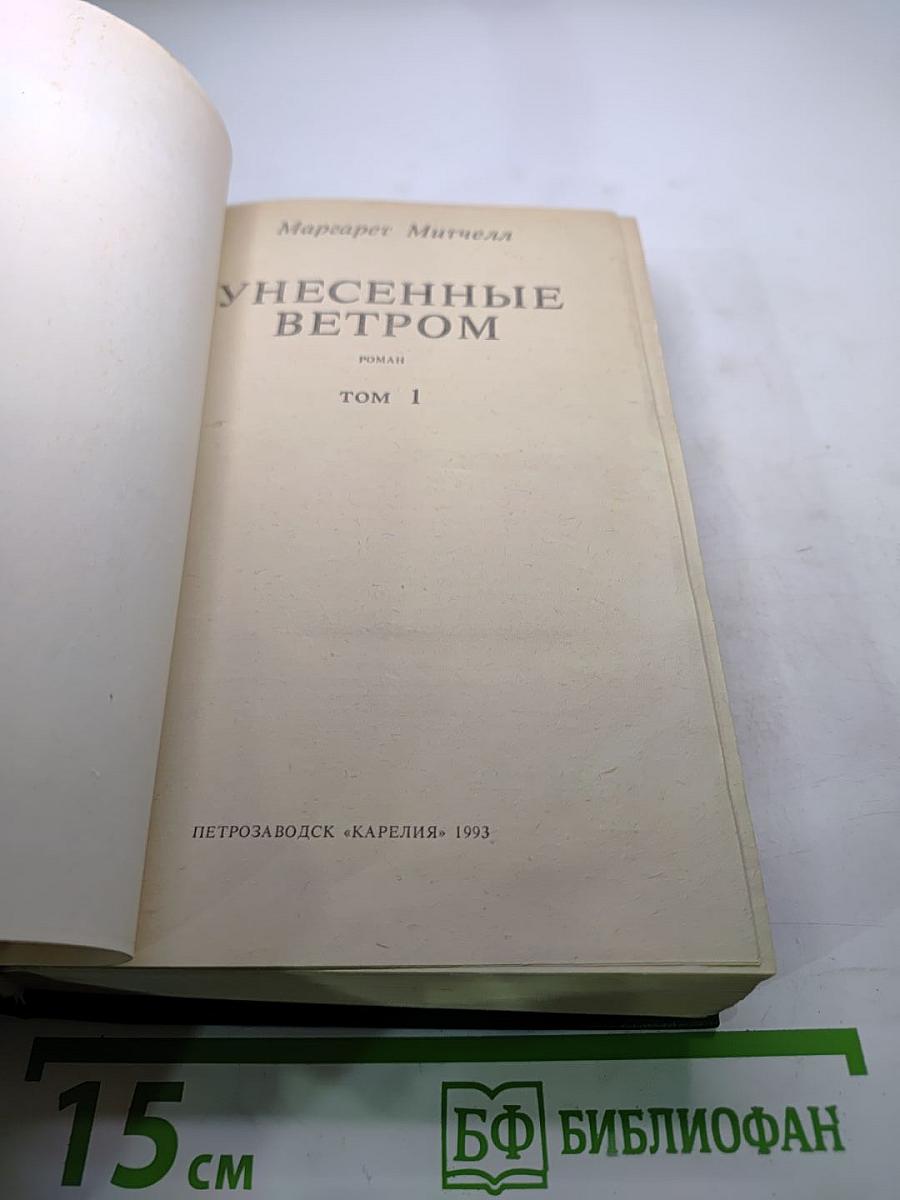 Маргарет Митчелл
УНЕСЕННЫЕ
ВЕТРОМ
РОМАН
ТОМ 1
ПЕТРОЗАВОДСК «КАРЕЛИЯ» 1993
15 СМ
БФ БИБЛИОФАН